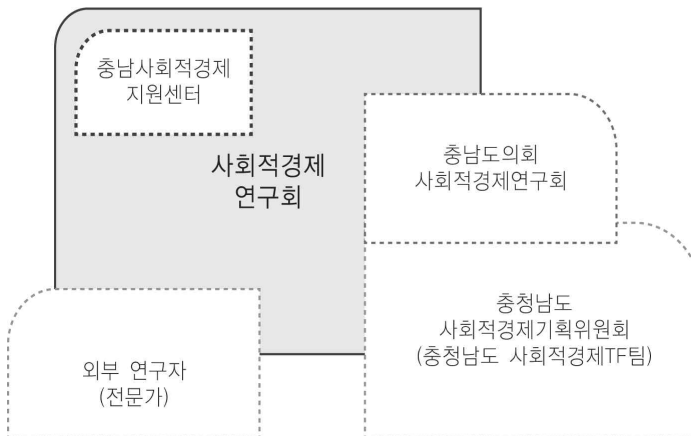 충남사회적경제
지원센터
사회적경제
연구회
충남도의회
사회적경제연구회
충청남도
사회적경제기획위원회
(충청남도 사회적경제TF팀)
외부 연구자
(전문가)